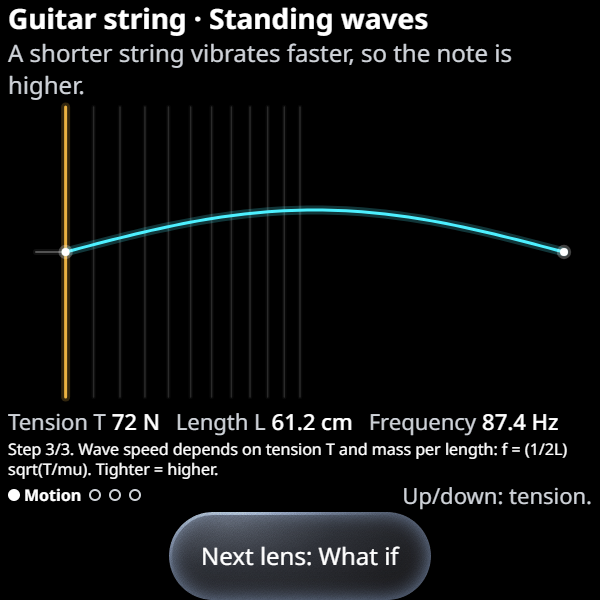 Guitar string · Standing waves
A shorter string vibrates faster, so the note is
higher.
Tension T 72 N Length L 61.2 cm Frequency 87.4 Hz
Step 3/3. Wave speed depends on tension T and mass per length: f = (1/2L)
sqrt(T/mu). Tighter = higher.
Motion
Up/down: tension.
Next lens: What if